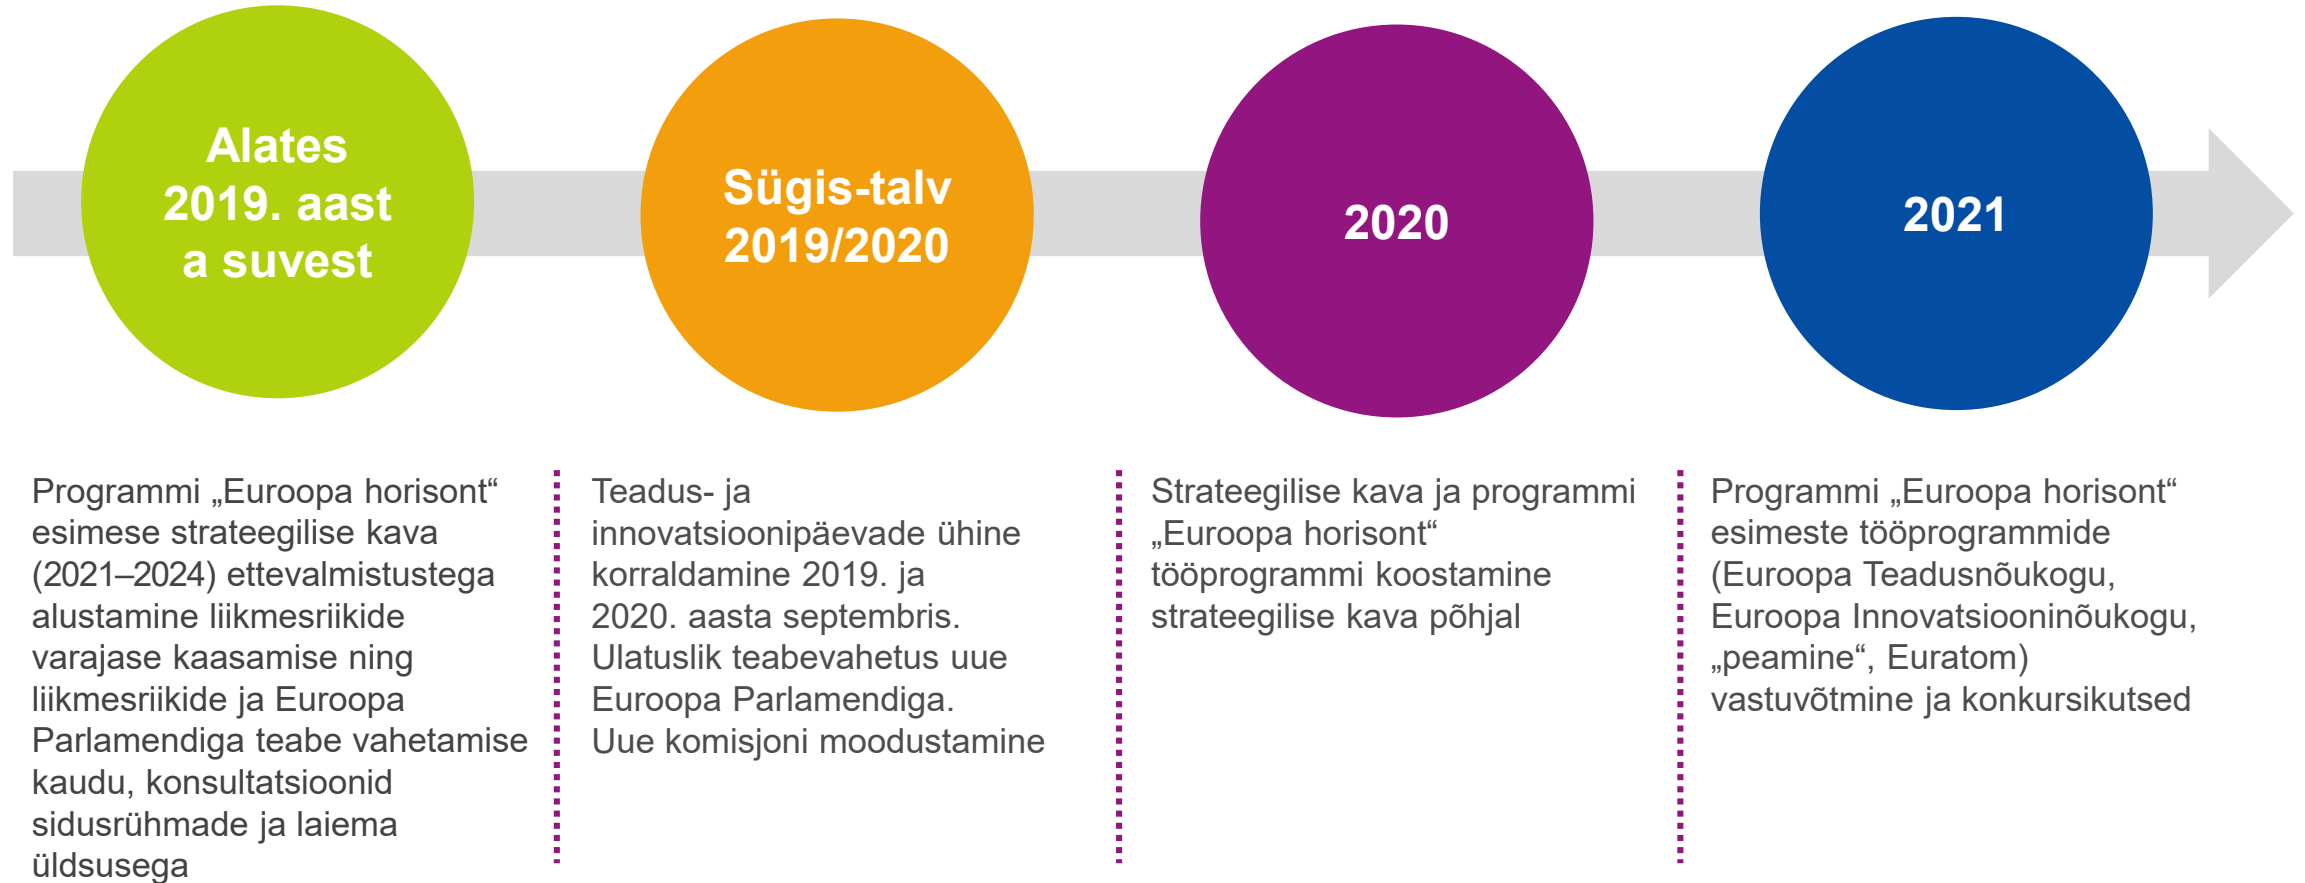 Alates
2019. aast
a suvest
Sügis-talv
2019/2020
2020
2021
Programmi „Euroopa horisont“
esimese strateegilise kava
(2021–2024) ettevalmistustega
alustamine liikmesriikide
varajase kaasamise ning
liikmesriikide ja Euroopa
Parlamendiga teabe vahetamise
kaudu, konsultatsioonid
sidusrühmade ja laiema
üldsusega
Teadus- ja
innovatsioonipäevade ühine
korraldamine 2019. ja
2020. aasta septembris.
Ulatuslik teabevahetus uue
Euroopa Parlamendiga.
Uue komisjoni moodustamine
Strateegilise kava ja programmi
„Euroopa horisont“
tööprogrammi koostamine
strateegilise kava põhjal
Programmi „Euroopa horisont“
esimeste tööprogrammide
(Euroopa Teadusnõukogu,
Euroopa Innovatsiooninõukogu,
„peamine“, Euratom)
vastuvõtmine ja konkursikutsed